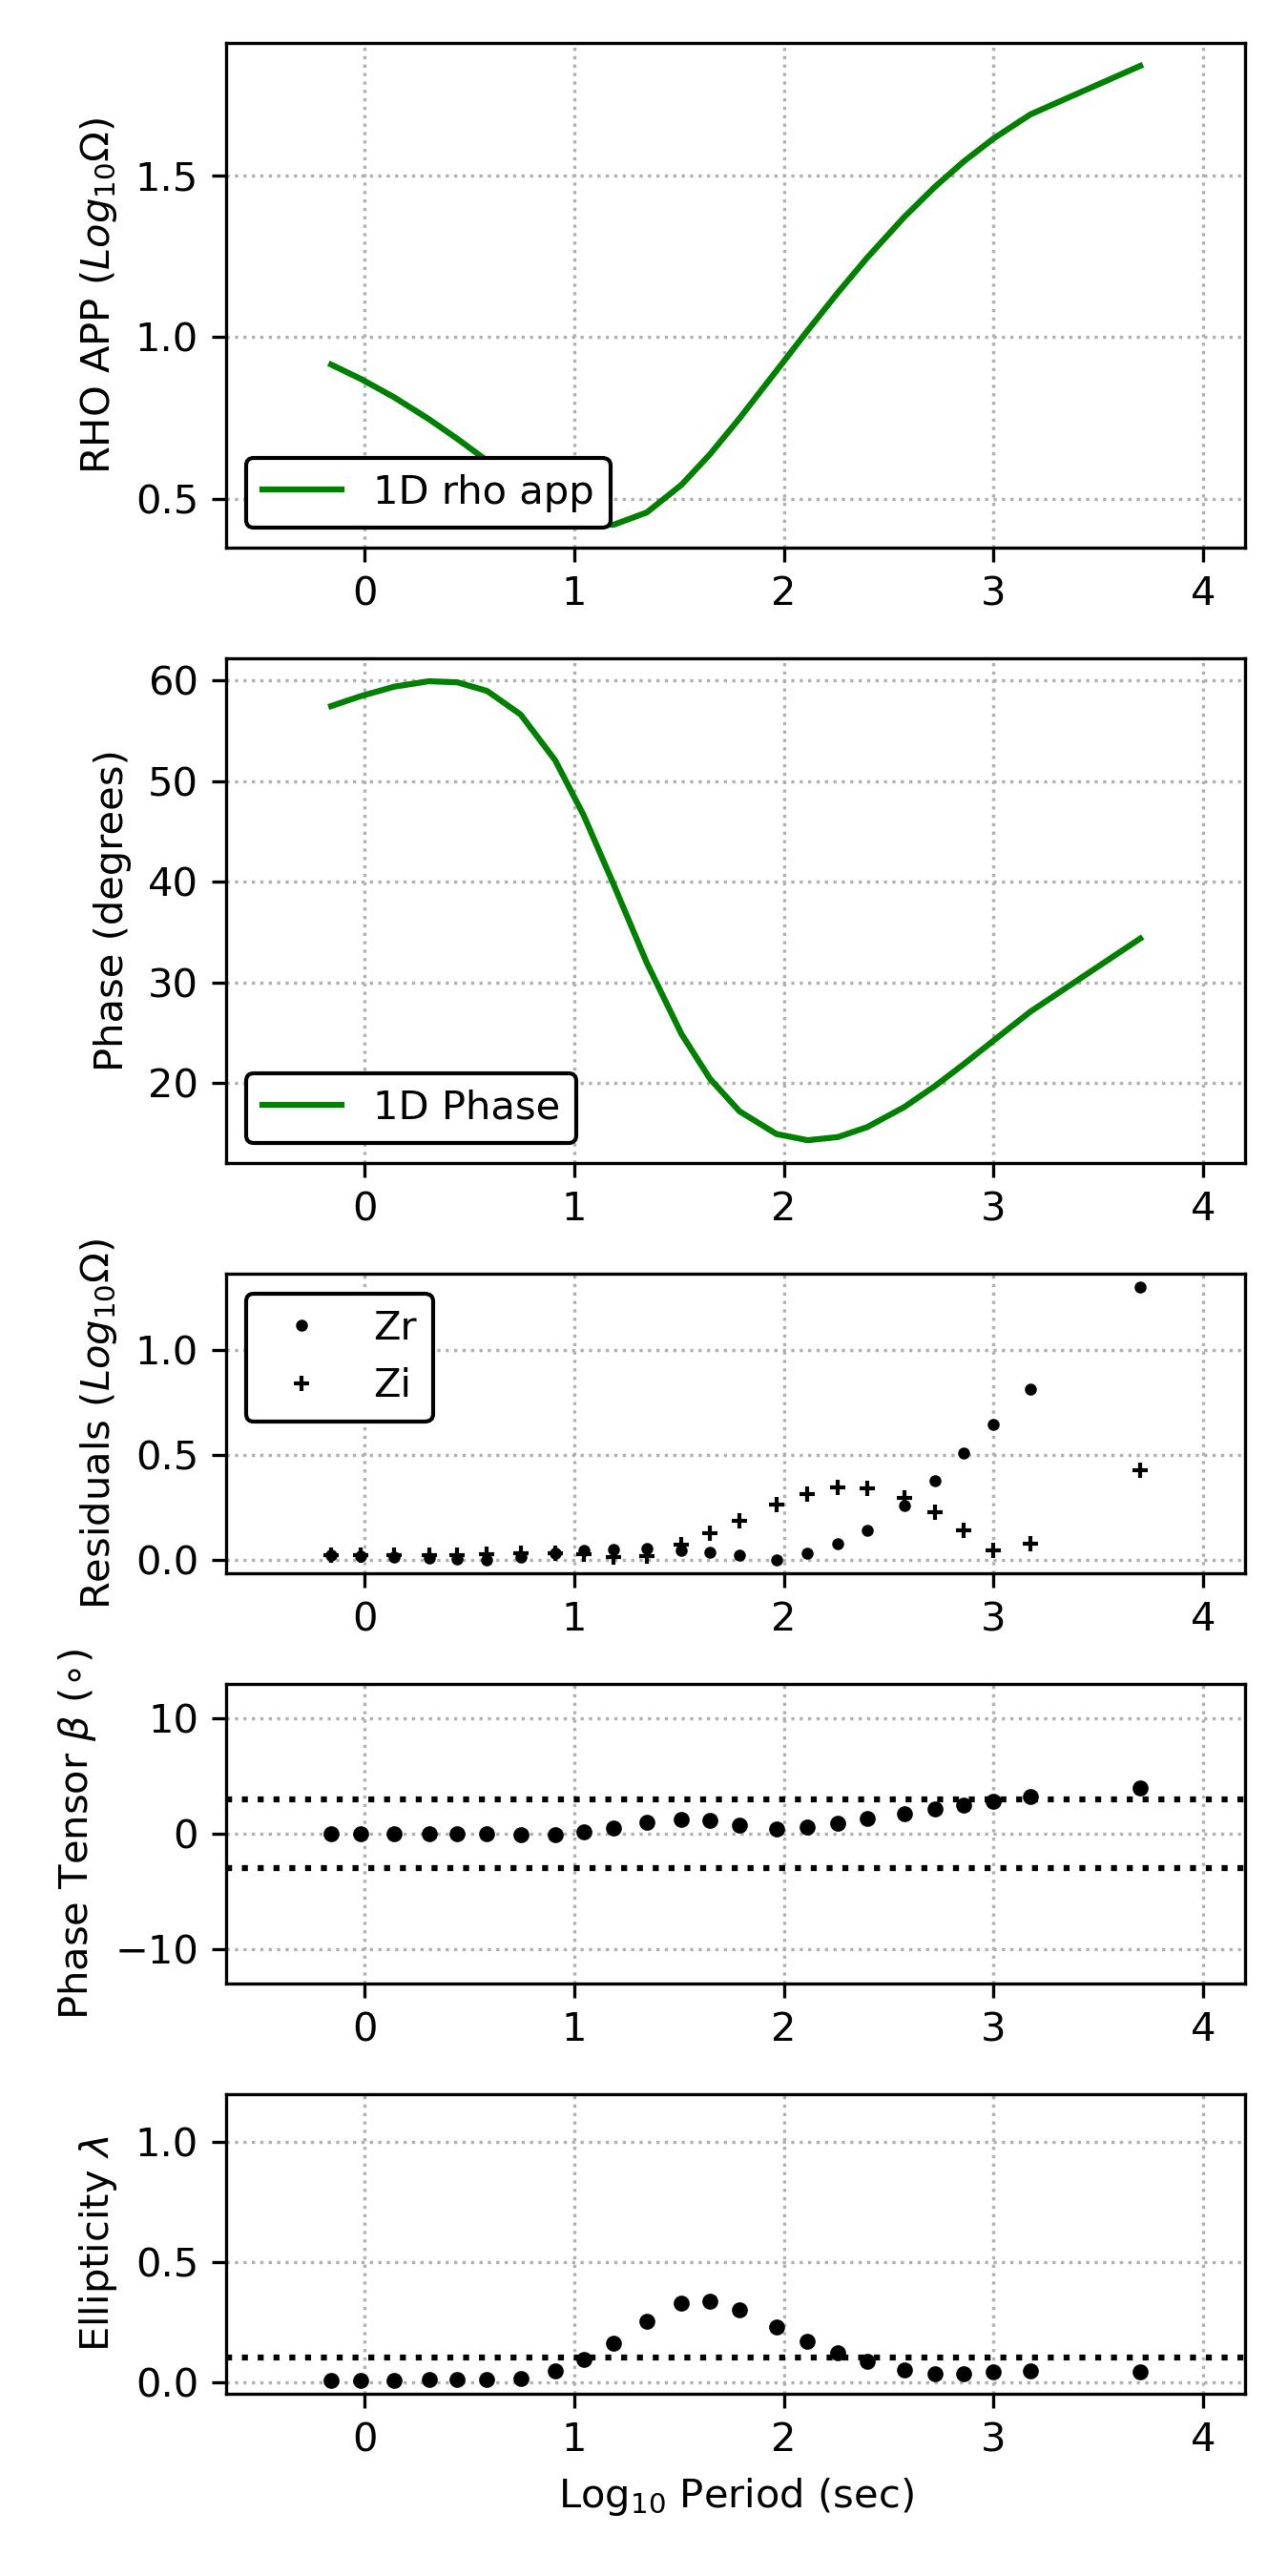 RHO APP (Log₁₀Ω)
1.5
1.0
0.5
1D rho app
0 1 2 3 4
Phase (degrees)
60
50
40
30
20
1D Phase
0 1 2 3 4
Residuals (Log₁₀Ω)
1.0
0.5
0.0
Zr
Zi
0 1 2 3 4
Phase Tensor β (∘)
10
0
−10
0 1 2 3 4
Ellipticity λ
1.0
0.5
0.0
0 1 2 3 4
Log₁₀ Period (sec)